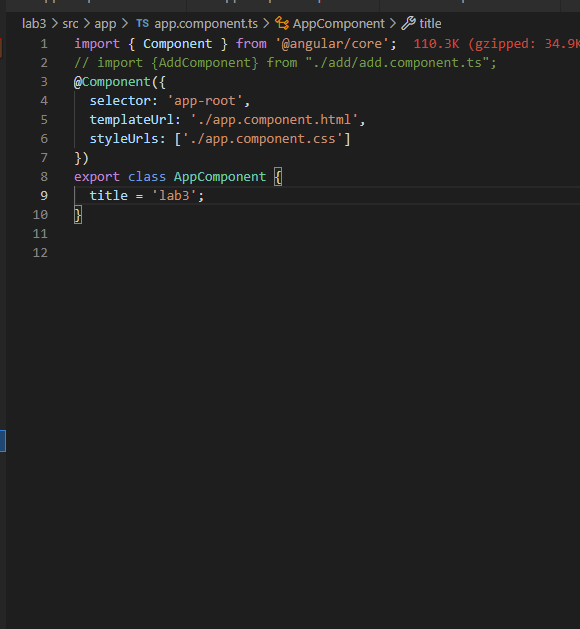 lab3 > src > app > TS app.component.ts > AppComponent > title
1 import { Component } from '@angular/core'; 110.3K (gzipped: 34.9K
2 // import {AddComponent} from "./add/add.component.ts";
3 @Component({
4   selector: 'app-root',
5   templateUrl: './app.component.html',
6   styleUrls: ['./app.component.css']
7 })
8 export class AppComponent {
9   title = 'lab3';
10 }
11
12